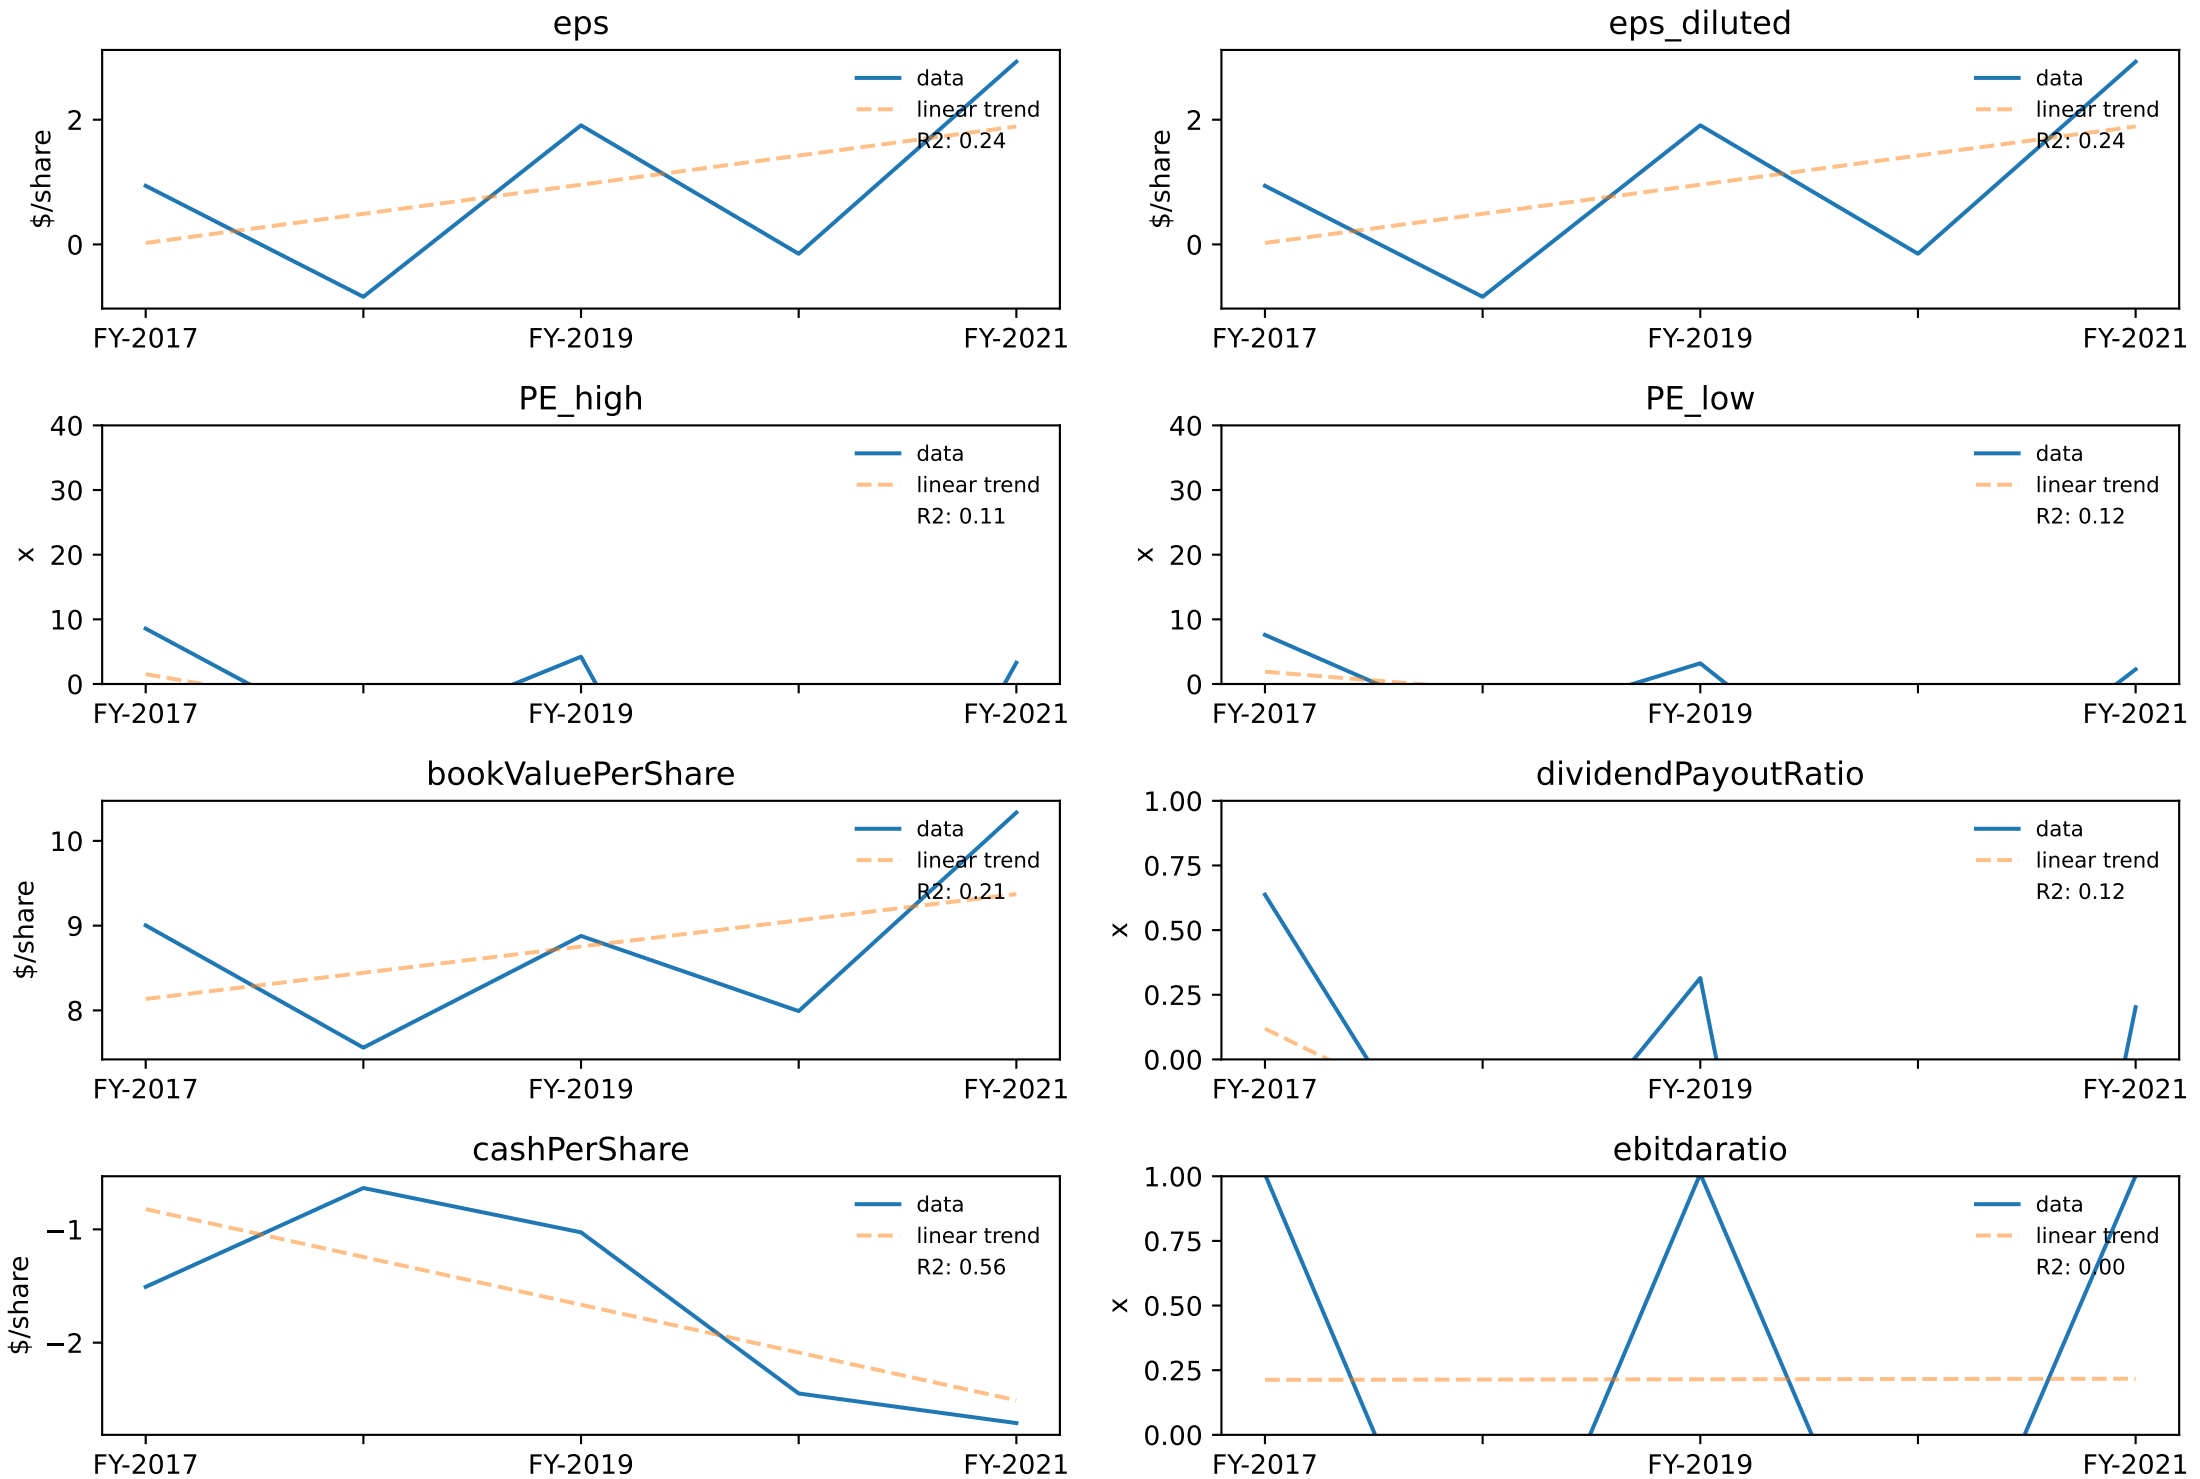 eps
$/share
2
0
data
linear trend
R2: 0.24
FY-2017
FY-2019
FY-2021
eps_diluted
$/share
2
0
data
linear trend
R2: 0.24
FY-2017
FY-2019
FY-2021
PE_high
x
40
30
20
10
0
data
linear trend
R2: 0.11
FY-2017
FY-2019
FY-2021
PE_low
x
40
30
20
10
0
data
linear trend
R2: 0.12
FY-2017
FY-2019
FY-2021
bookValuePerShare
$/share
10
9
8
data
linear trend
R2: 0.21
FY-2017
FY-2019
FY-2021
dividendPayoutRatio
x
1.00
0.75
0.50
0.25
0.00
data
linear trend
R2: 0.12
FY-2017
FY-2019
FY-2021
cashPerShare
$/share
−1
−2
data
linear trend
R2: 0.56
FY-2017
FY-2019
FY-2021
ebitdaratio
x
1.00
0.75
0.50
0.25
0.00
data
linear trend
R2: 0.00
FY-2017
FY-2019
FY-2021